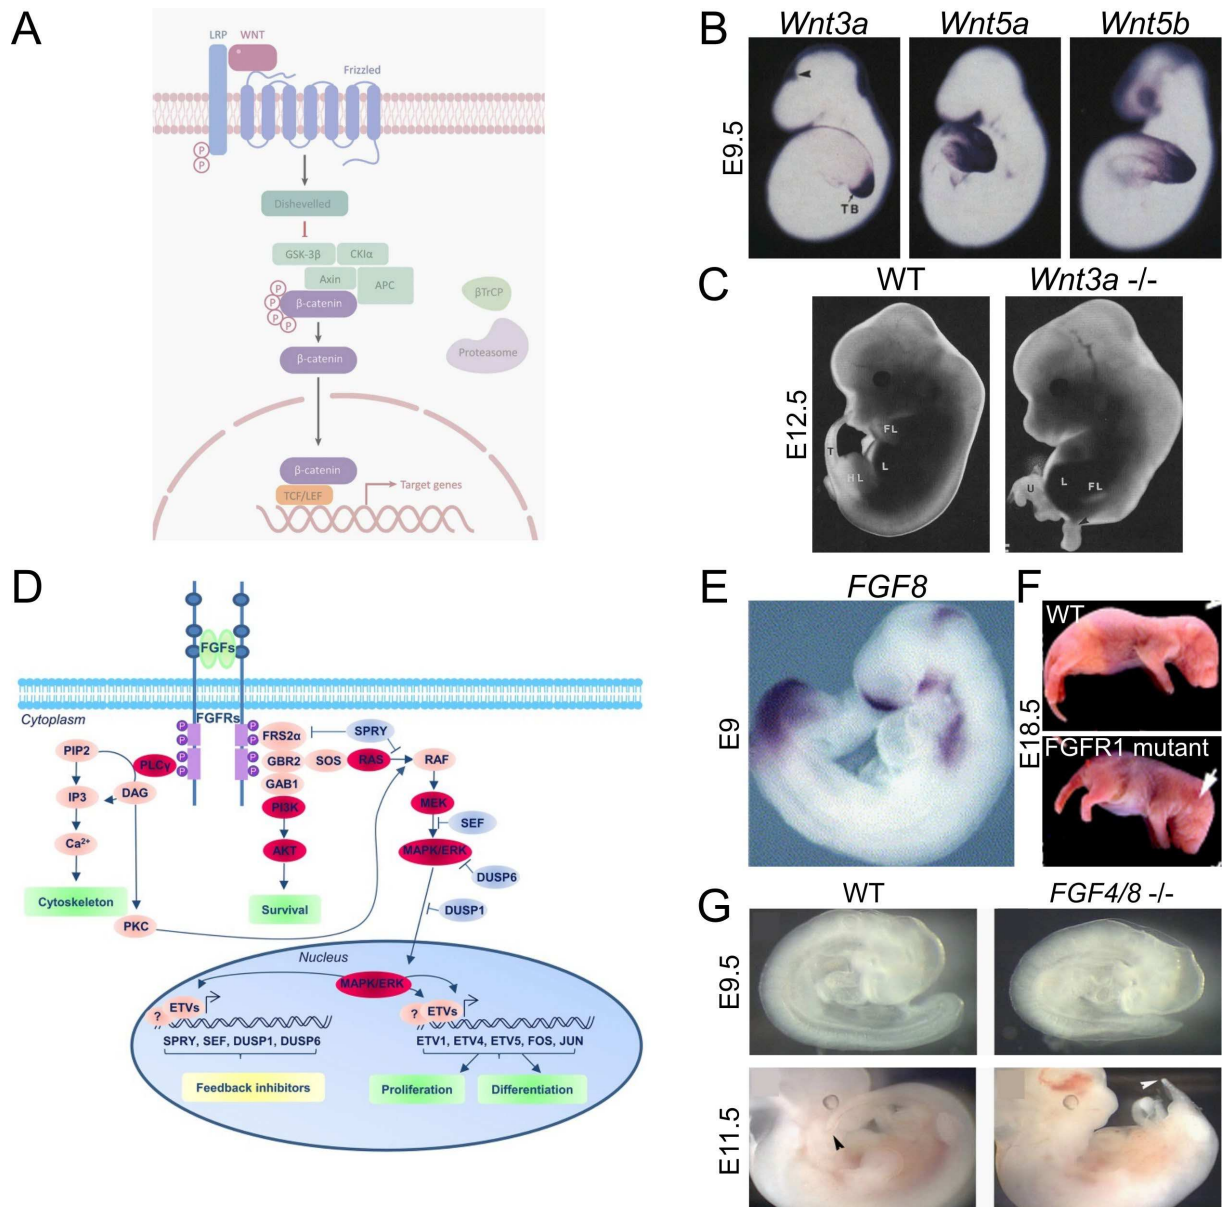 A
LRP
WNT
*
Frizzled
P
P
Dishevelled
GSK-3β
CKIα
Axin
APC
P
P
P
P
β-catenin
βTrCP
β-catenin
Proteasome
β-catenin
TCF/LEF
Target genes
B
Wnt3a
Wnt5a
Wnt5b
E9.5
TB
C
WT
Wnt3a -/-
E12.5
FL
T
L
HL
L
FL
U
D
FGFs
Cytoplasm
FGFRs
P
P
P
P
P
P
P
P
FRS2α
SPRY
PIP2
PLCγ
GBR2
SOS
RAS
RAF
GAB1
IP3
DAG
PI3K
MEK
SEF
Ca2+
AKT
MAPK/ERK
DUSP6
Cytoskeleton
Survival
DUSP1
PKC
Nucleus
MAPK/ERK
? ETVs
? ETVs
SPRY, SEF, DUSP1, DUSP6
ETV1, ETV4, ETV5, FOS, JUN
Feedback inhibitors
Proliferation
Differentiation
E
FGF8
E9
F
WT
E18.5
FGFR1 mutant
G
WT
FGF4/8 -/-
E9.5
E11.5